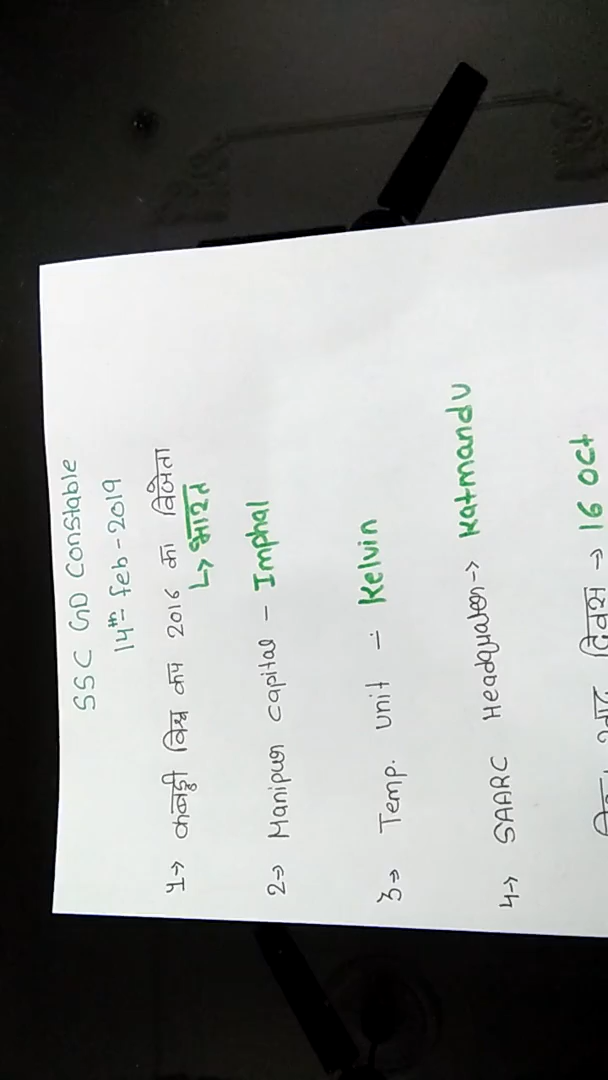 SSC GD Constable
14th feb-2019
1→ कबड्डी विश्व कप 2016 का विजेता
↳ भारत
2→ Manipur capital - Imphal
3→ Temp. unit - Kelvin
4→ SAARC Headquater → Katmandu
दिवस → 16 Oct